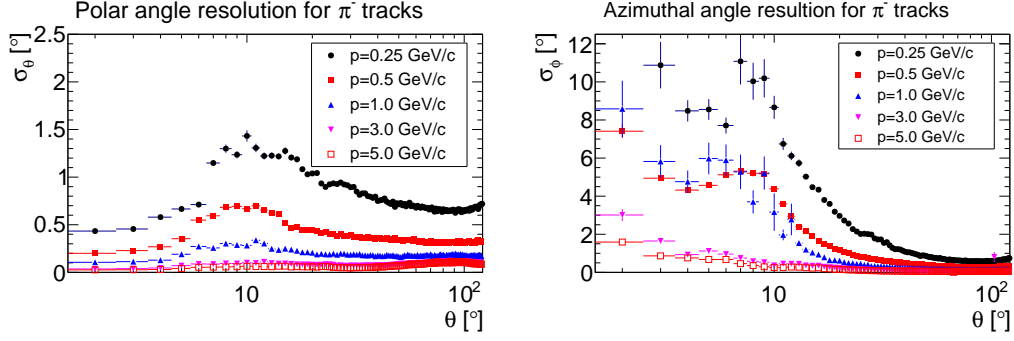 Polar angle resolution for π⁻ tracks
σθ [°]
2.5
2
1.5
1
0.5
0
p=0.25 GeV/c
p=0.5 GeV/c
p=1.0 GeV/c
p=3.0 GeV/c
p=5.0 GeV/c
10
10²
θ [°]
Azimuthal angle resultion for π⁻ tracks
σϕ [°]
12
10
8
6
4
2
0
p=0.25 GeV/c
p=0.5 GeV/c
p=1.0 GeV/c
p=3.0 GeV/c
p=5.0 GeV/c
10
10²
θ [°]